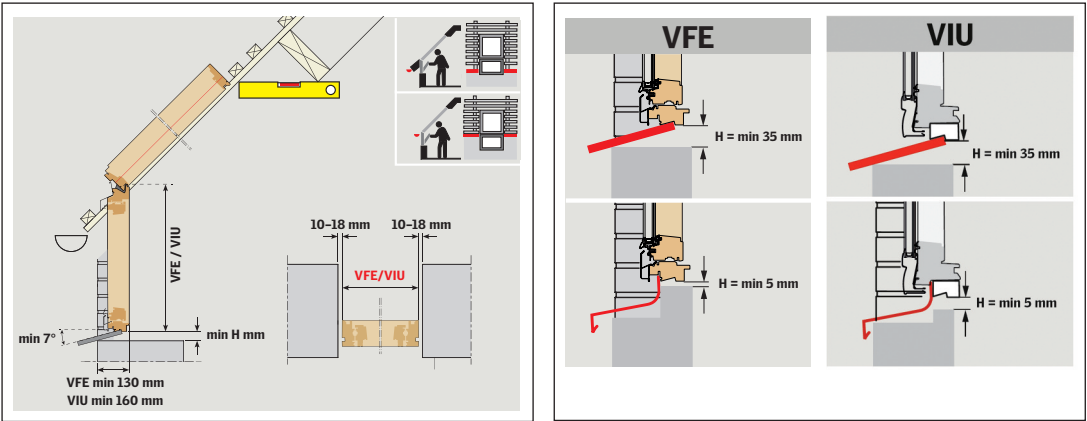 10–18 mm
10–18 mm
VFE/VIU
VFE / VIU
min 7°
min H mm
VFE min 130 mm
VIU min 160 mm
VFE
VIU
H = min 35 mm
H = min 35 mm
H = min 5 mm
H = min 5 mm